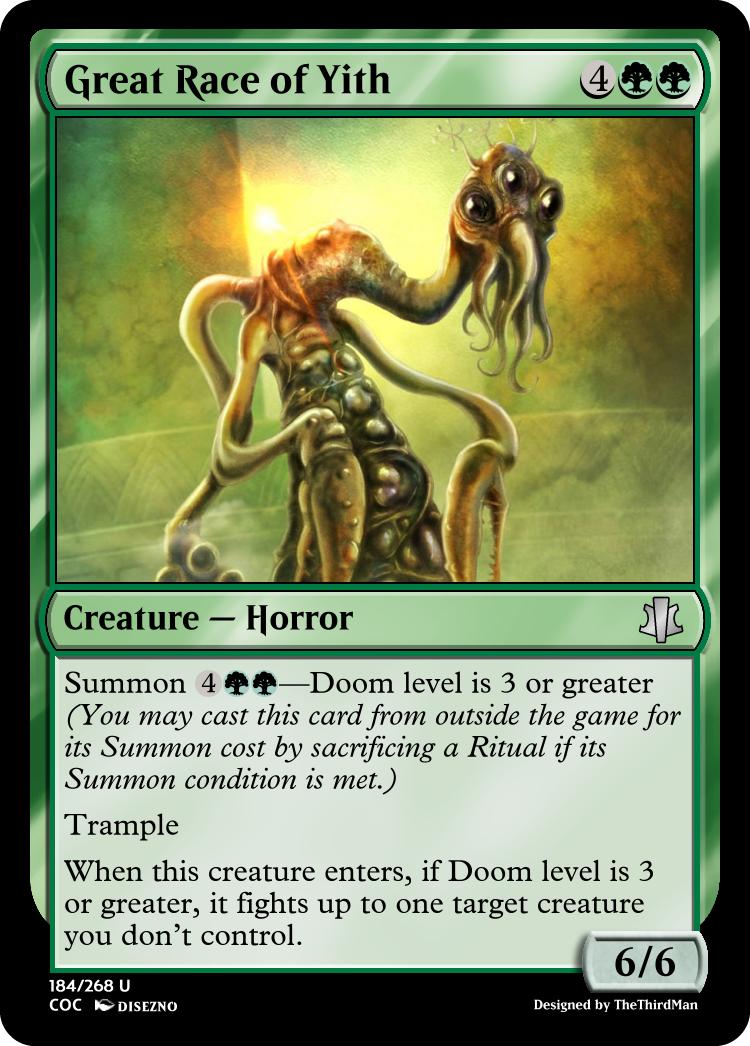 Great Race of Yith 4
Creature — Horror
Summon 4—Doom level is 3 or greater
(You may cast this card from outside the game for
its Summon cost by sacrificing a Ritual if its
Summon condition is met.)
Trample
When this creature enters, if Doom level is 3
or greater, it fights up to one target creature
you don't control.
6/6
184/268 U
COC DISEZNO
Designed by TheThirdMan